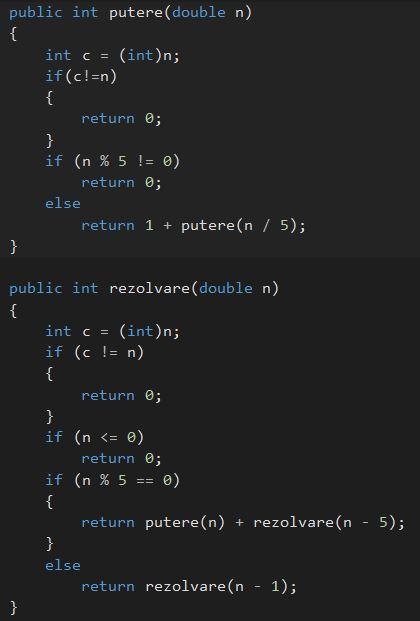 public int putere(double n)
{
    int c = (int)n;
    if(c!=n)
    {
        return 0;
    }
    if (n % 5 != 0)
        return 0;
    else
        return 1 + putere(n / 5);
}
public int rezolvare(double n)
{
    int c = (int)n;
    if (c != n)
    {
        return 0;
    }
    if (n <= 0)
        return 0;
    if (n % 5 == 0)
    {
        return putere(n) + rezolvare(n - 5);
    }
    else
        return rezolvare(n - 1);
}